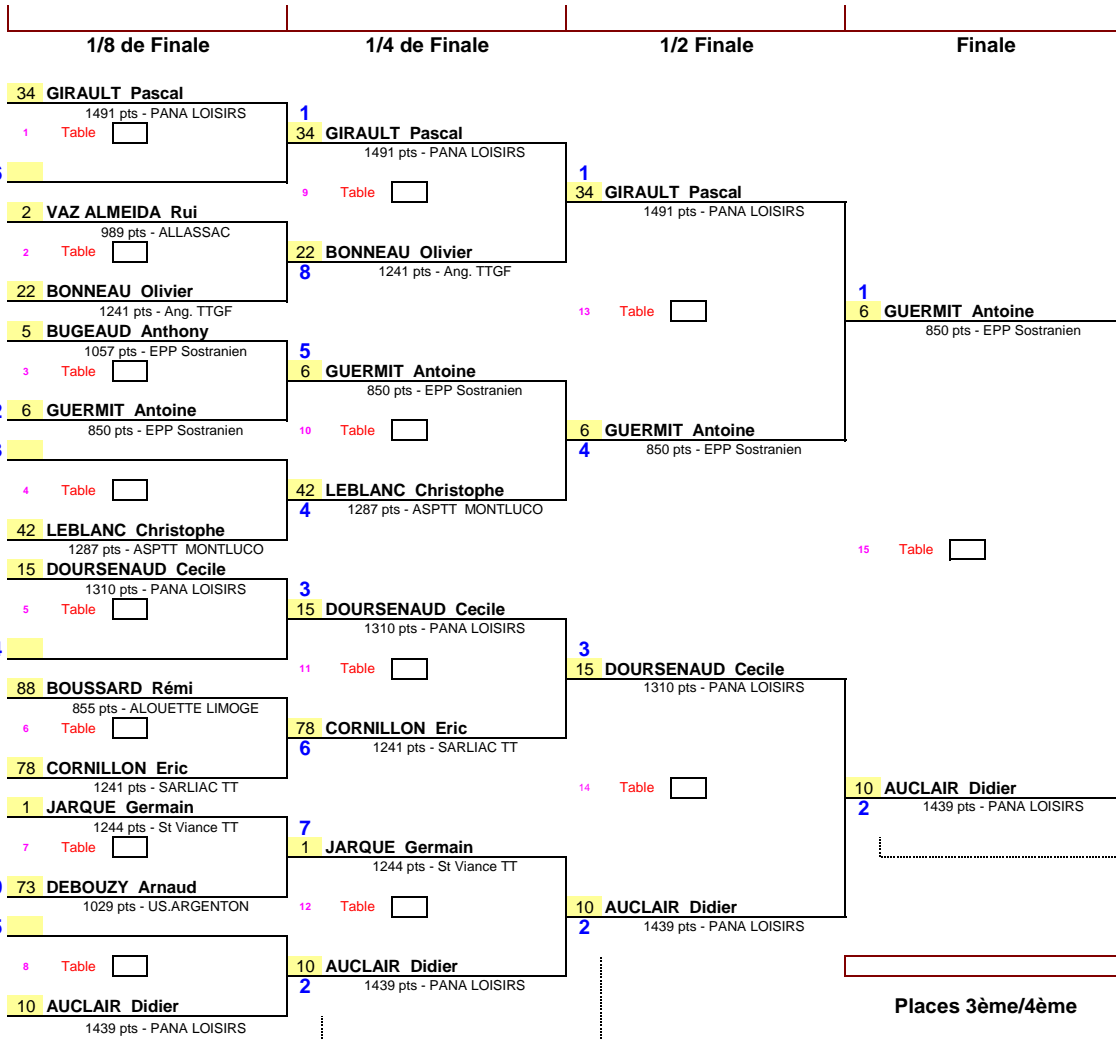 1/8 de Finale
1/4 de Finale
1/2 Finale
Finale
34 GIRAULT Pascal
1491 pts - PANA LOISIRS
1 Table
2 VAZ ALMEIDA Rui
989 pts - ALLASSAC
2 Table
22 BONNEAU Olivier
1241 pts - Ang. TTGF
5 BUGEAUD Anthony
1057 pts - EPP Sostranien
3 Table
6 GUERMIT Antoine
850 pts - EPP Sostranien
4 Table
42 LEBLANC Christophe
1287 pts - ASPTT MONTLUCO
15 DOURSENAUD Cecile
1310 pts - PANA LOISIRS
5 Table
88 BOUSSARD Rémi
855 pts - ALOUETTE LIMOGE
6 Table
78 CORNILLON Eric
1241 pts - SARLIAC TT
1 JARQUE Germain
1244 pts - St Viance TT
7 Table
73 DEBOUZY Arnaud
1029 pts - US.ARGENTON
8 Table
10 AUCLAIR Didier
1439 pts - PANA LOISIRS
1
34 GIRAULT Pascal
1491 pts - PANA LOISIRS
9 Table
22 BONNEAU Olivier
8
1241 pts - Ang. TTGF
5
6 GUERMIT Antoine
850 pts - EPP Sostranien
10 Table
42 LEBLANC Christophe
4
1287 pts - ASPTT MONTLUCO
3
15 DOURSENAUD Cecile
1310 pts - PANA LOISIRS
11 Table
78 CORNILLON Eric
6
1241 pts - SARLIAC TT
7
1 JARQUE Germain
1244 pts - St Viance TT
12 Table
10 AUCLAIR Didier
2
1439 pts - PANA LOISIRS
1
34 GIRAULT Pascal
1491 pts - PANA LOISIRS
13 Table
6 GUERMIT Antoine
4
850 pts - EPP Sostranien
3
15 DOURSENAUD Cecile
1310 pts - PANA LOISIRS
14 Table
10 AUCLAIR Didier
2
1439 pts - PANA LOISIRS
1
6 GUERMIT Antoine
850 pts - EPP Sostranien
15 Table
10 AUCLAIR Didier
2
1439 pts - PANA LOISIRS
Places 3ème/4ème